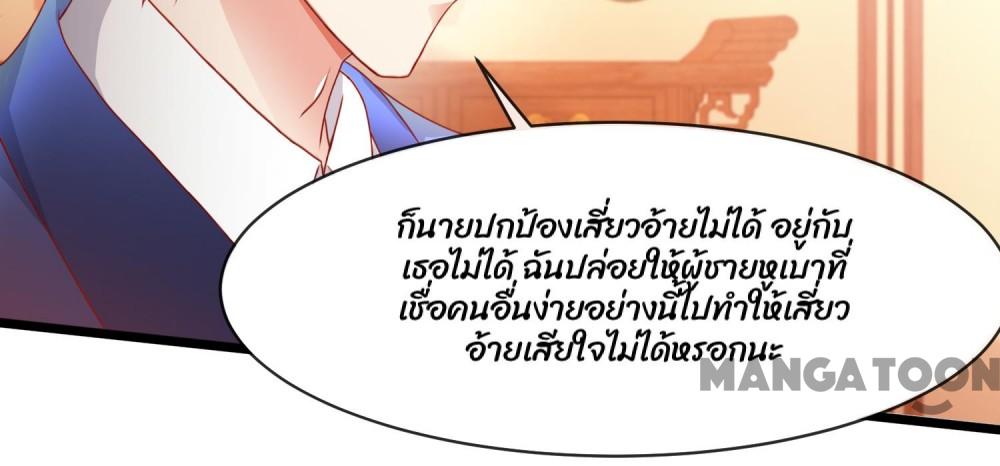 ก็นายปกป้องเสี่ยวอ้ายไม่ได้ อยู่กับ
เธอไม่ได้ ฉันปล่อยให้ผู้ชายหูเบาที่
เชื่อคนอื่นง่ายอย่างนี้ไปทำให้เสี่ยว
อ้ายเสียใจไม่ได้หรอกนะ
MANGA TOON